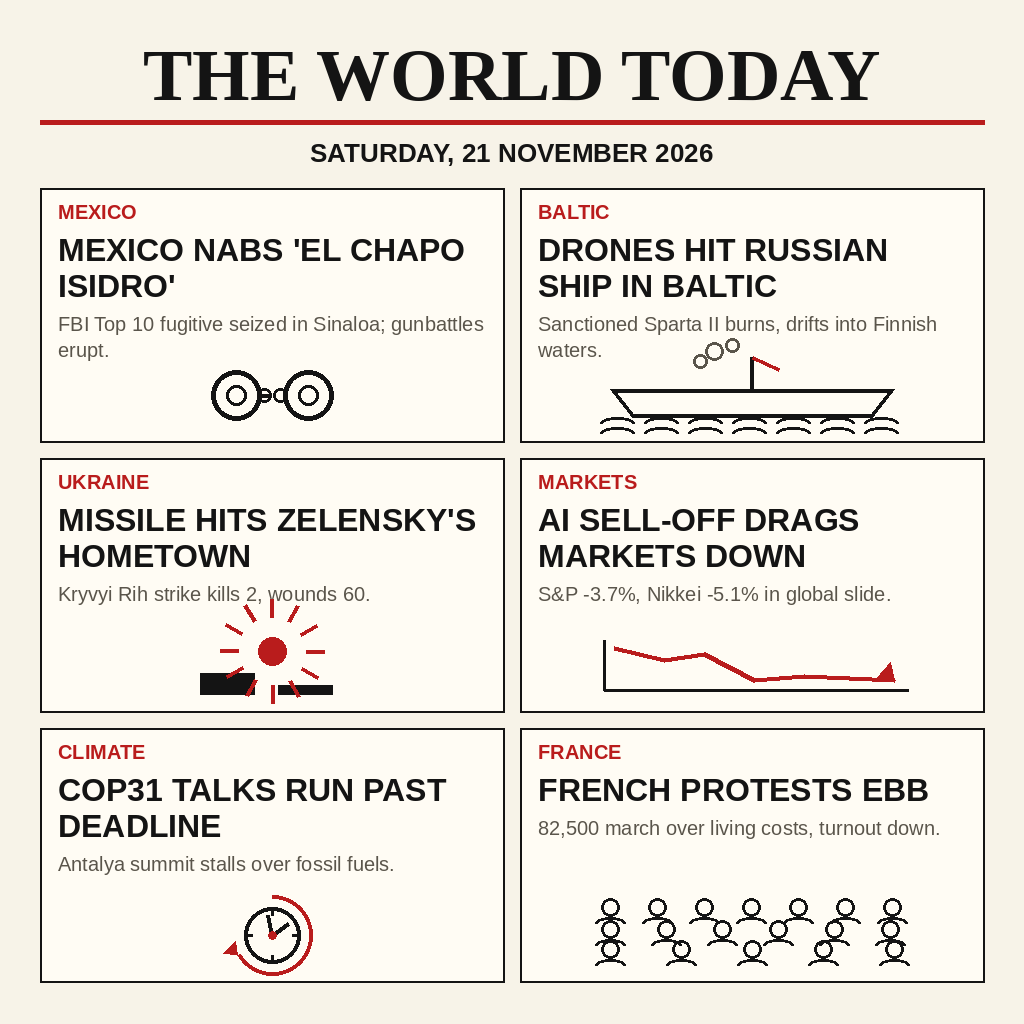 THE WORLD TODAY
SATURDAY, 21 NOVEMBER 2026
MEXICO
MEXICO NABS 'EL CHAPO
ISIDRO'
FBI Top 10 fugitive seized in Sinaloa; gunbattles
erupt.
BALTIC
DRONES HIT RUSSIAN
SHIP IN BALTIC
Sanctioned Sparta II burns, drifts into Finnish
waters.
UKRAINE
MISSILE HITS ZELENSKY'S
HOMETOWN
Kryvyi Rih strike kills 2, wounds 60.
MARKETS
AI SELL-OFF DRAGS
MARKETS DOWN
S&P -3.7%, Nikkei -5.1% in global slide.
CLIMATE
COP31 TALKS RUN PAST
DEADLINE
Antalya summit stalls over fossil fuels.
FRANCE
FRENCH PROTESTS EBB
82,500 march over living costs, turnout down.